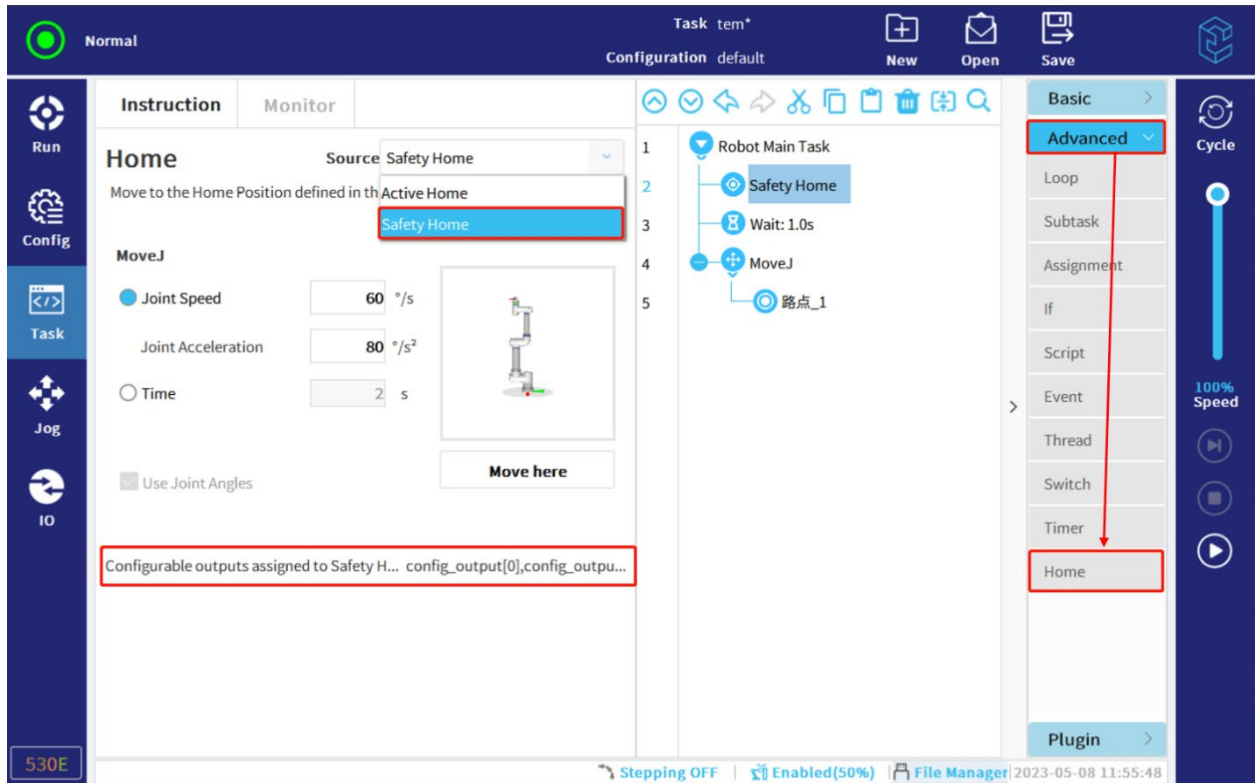 Normal
Task tem*
Configuration default
New
Open
Save
Run
Config
Task
Jog
IO
530E
Instruction Monitor
Home Source Safety Home
Move to the Home Position defined in th
Active Home
Safety Home
MoveJ
Joint Speed 60 °/s
Joint Acceleration 80 °/s²
Time 2 s
Use Joint Angles
Move here
Configurable outputs assigned to Safety H... config_output[0],config_outpu...
1 Robot Main Task
2 Safety Home
3 Wait: 1.0s
4 MoveJ
5 路点_1
Basic
Advanced
Loop
Subtask
Assignment
If
Script
Event
Thread
Switch
Timer
Home
Plugin
Cycle
100%
Speed
Stepping OFF Enabled(50%) File Manager 2023-05-08 11:55:48